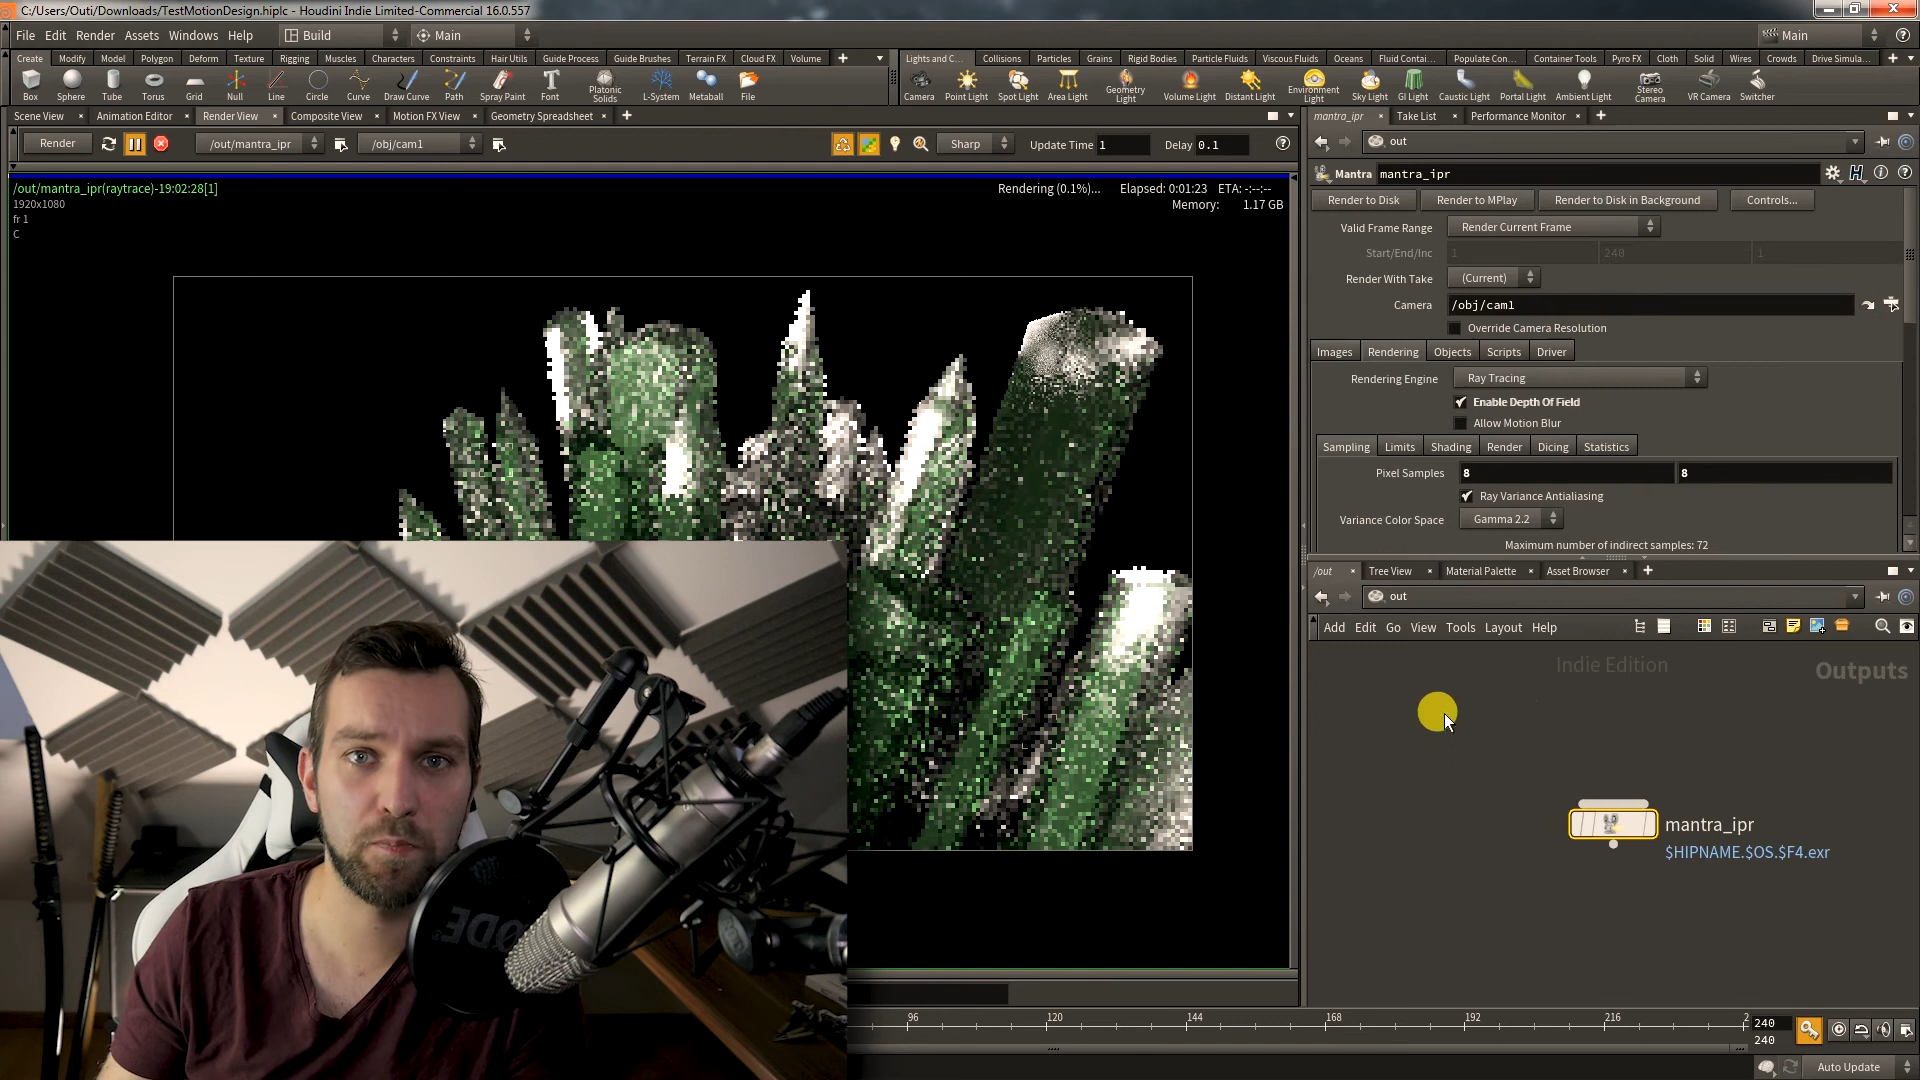 C:/Users/Outi/Downloads/TestMotionDesign.hiplc - Houdini Indie Limited-Commercial 16.0.557
File Edit Render Assets Windows Help Build Main Main
Create Modify Model Polygon Deform Texture Rigging Muscles Characters Constraints Hair Utils Guide Process Guide Brushes Terrain FX Cloud FX Volume
Lights and C... Collisions Particles Grains Rigid Bodies Particle Fluids Viscous Fluids Oceans Fluid Contai... Populate Con... Container Tools Pyro FX Cloth Solid Wires Crowds Drive Simula...
Box Sphere Tube Torus Grid Null Line Circle Curve Draw Curve Path Spray Paint Font Platonic Solids L-System Metaball File
Camera Point Light Spot Light Area Light Geometry Light Volume Light Distant Light Environment Light Sky Light GI Light Caustic Light Portal Light Ambient Light Stereo Camera VR Camera Switcher
Scene View Animation Editor Render View Composite View Motion FX View Geometry Spreadsheet
mantra_ipr Take List Performance Monitor
Render /out/mantra_ipr /obj/cam1 Sharp Update Time 1 Delay 0.1
out
/out/mantra_ipr(raytrace)-19:02:28[1]
1920x1080
fr 1
C
Rendering (0.1%)... Elapsed: 0:01:23 ETA: -:--:--
Memory: 1.17 GB
Mantra mantra_ipr
Render to Disk Render to MPlay Render to Disk in Background Controls...
Valid Frame Range Render Current Frame
Start/End/Inc 1 240 1
Render With Take (Current)
Camera /obj/cam1
Override Camera Resolution
Images Rendering Objects Scripts Driver
Rendering Engine Ray Tracing
Enable Depth Of Field
Allow Motion Blur
Sampling Limits Shading Render Dicing Statistics
Pixel Samples 8 8
Ray Variance Antialiasing
Variance Color Space Gamma 2.2
Maximum number of indirect samples: 72
/out Tree View Material Palette Asset Browser
out
Add Edit Go View Tools Layout Help
Indie Edition
Outputs
mantra_ipr
$HIPNAME.$OS.$F4.exr
RODE
96 120 144 168 192 216 2
240
240
Auto Update